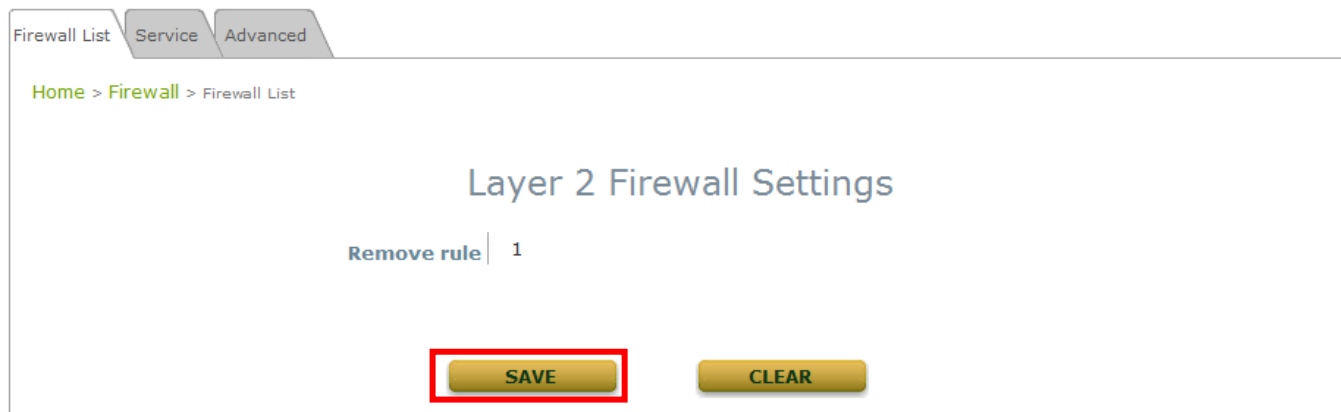 Firewall List Service Advanced
Home > Firewall > Firewall List
Layer 2 Firewall Settings
Remove rule 1
SAVE CLEAR